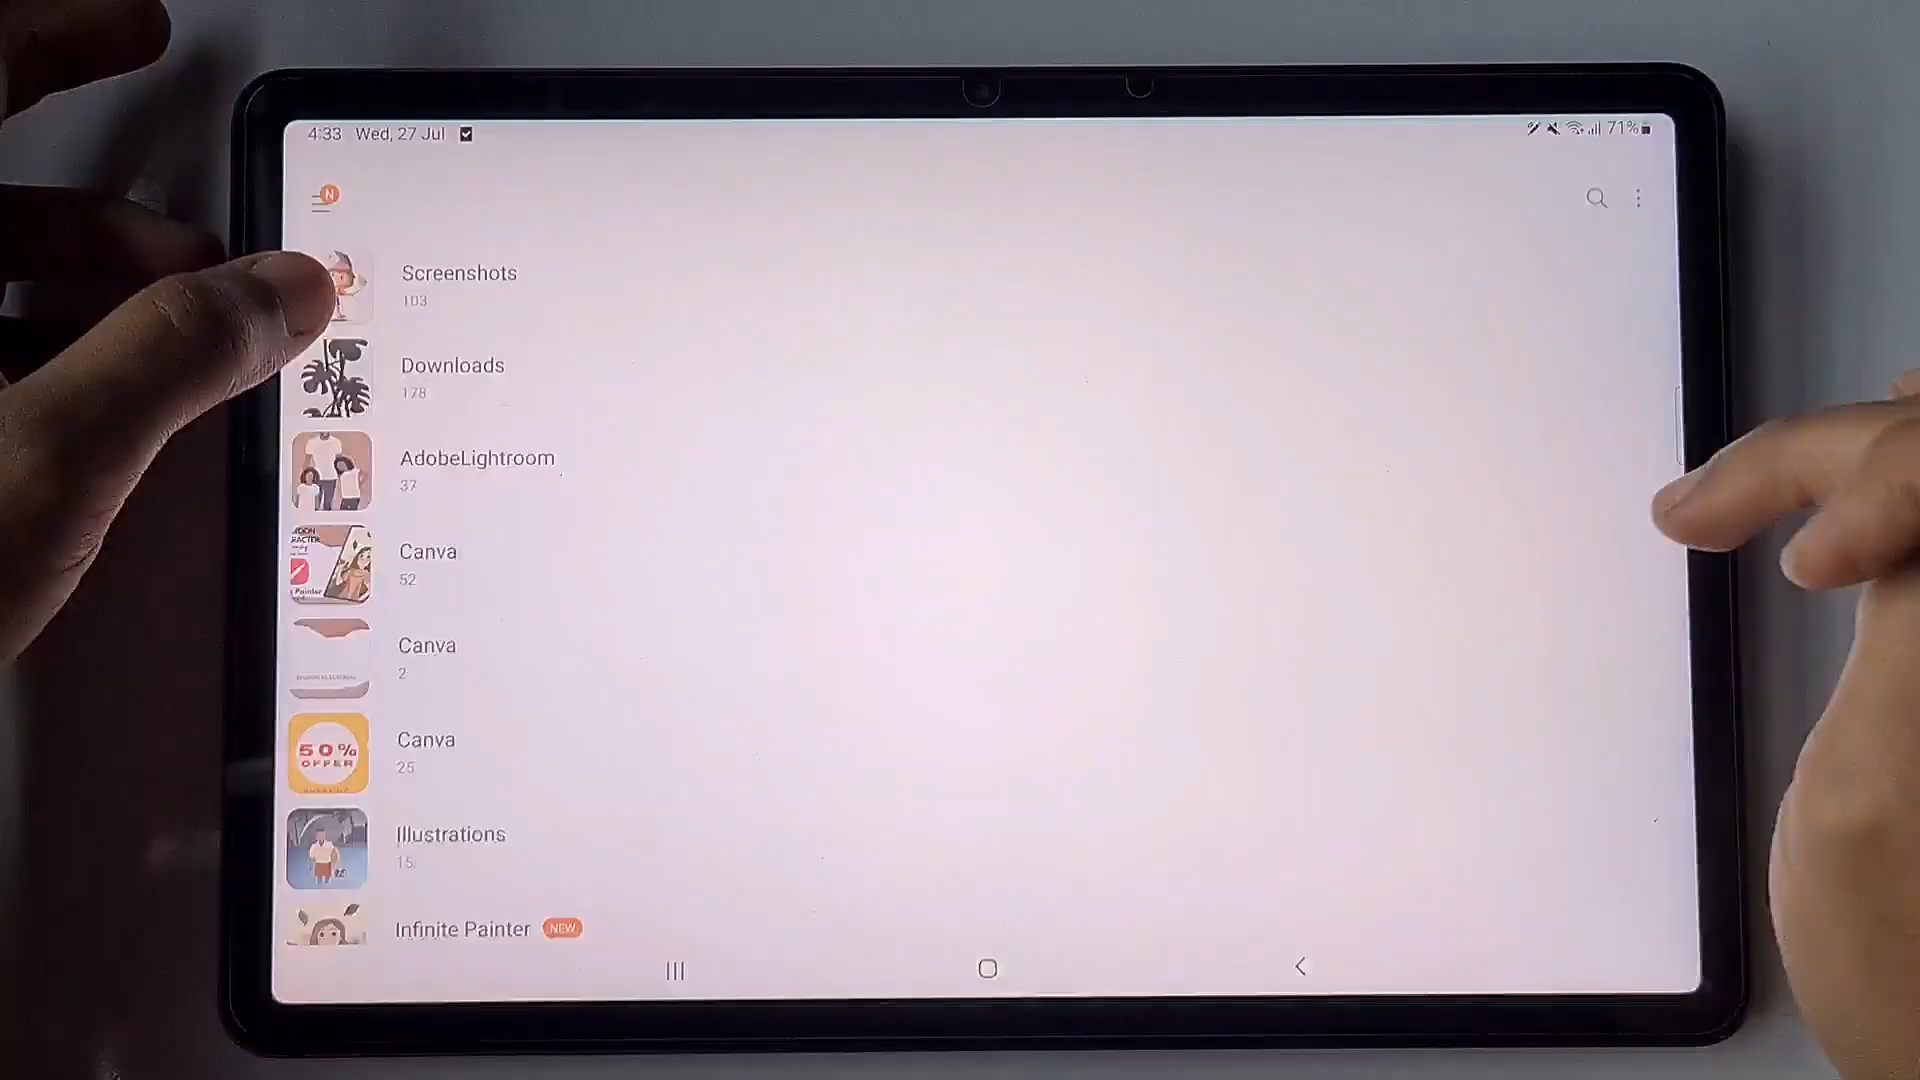 4:33 Wed, 27 Jul
71%
N
Screenshots
103
Downloads
178
AdobeLightroom
37
Canva
52
Painter
Canva
2
Canva
25
50%
OFFER
Illustrations
15
Infinite Painter NEW